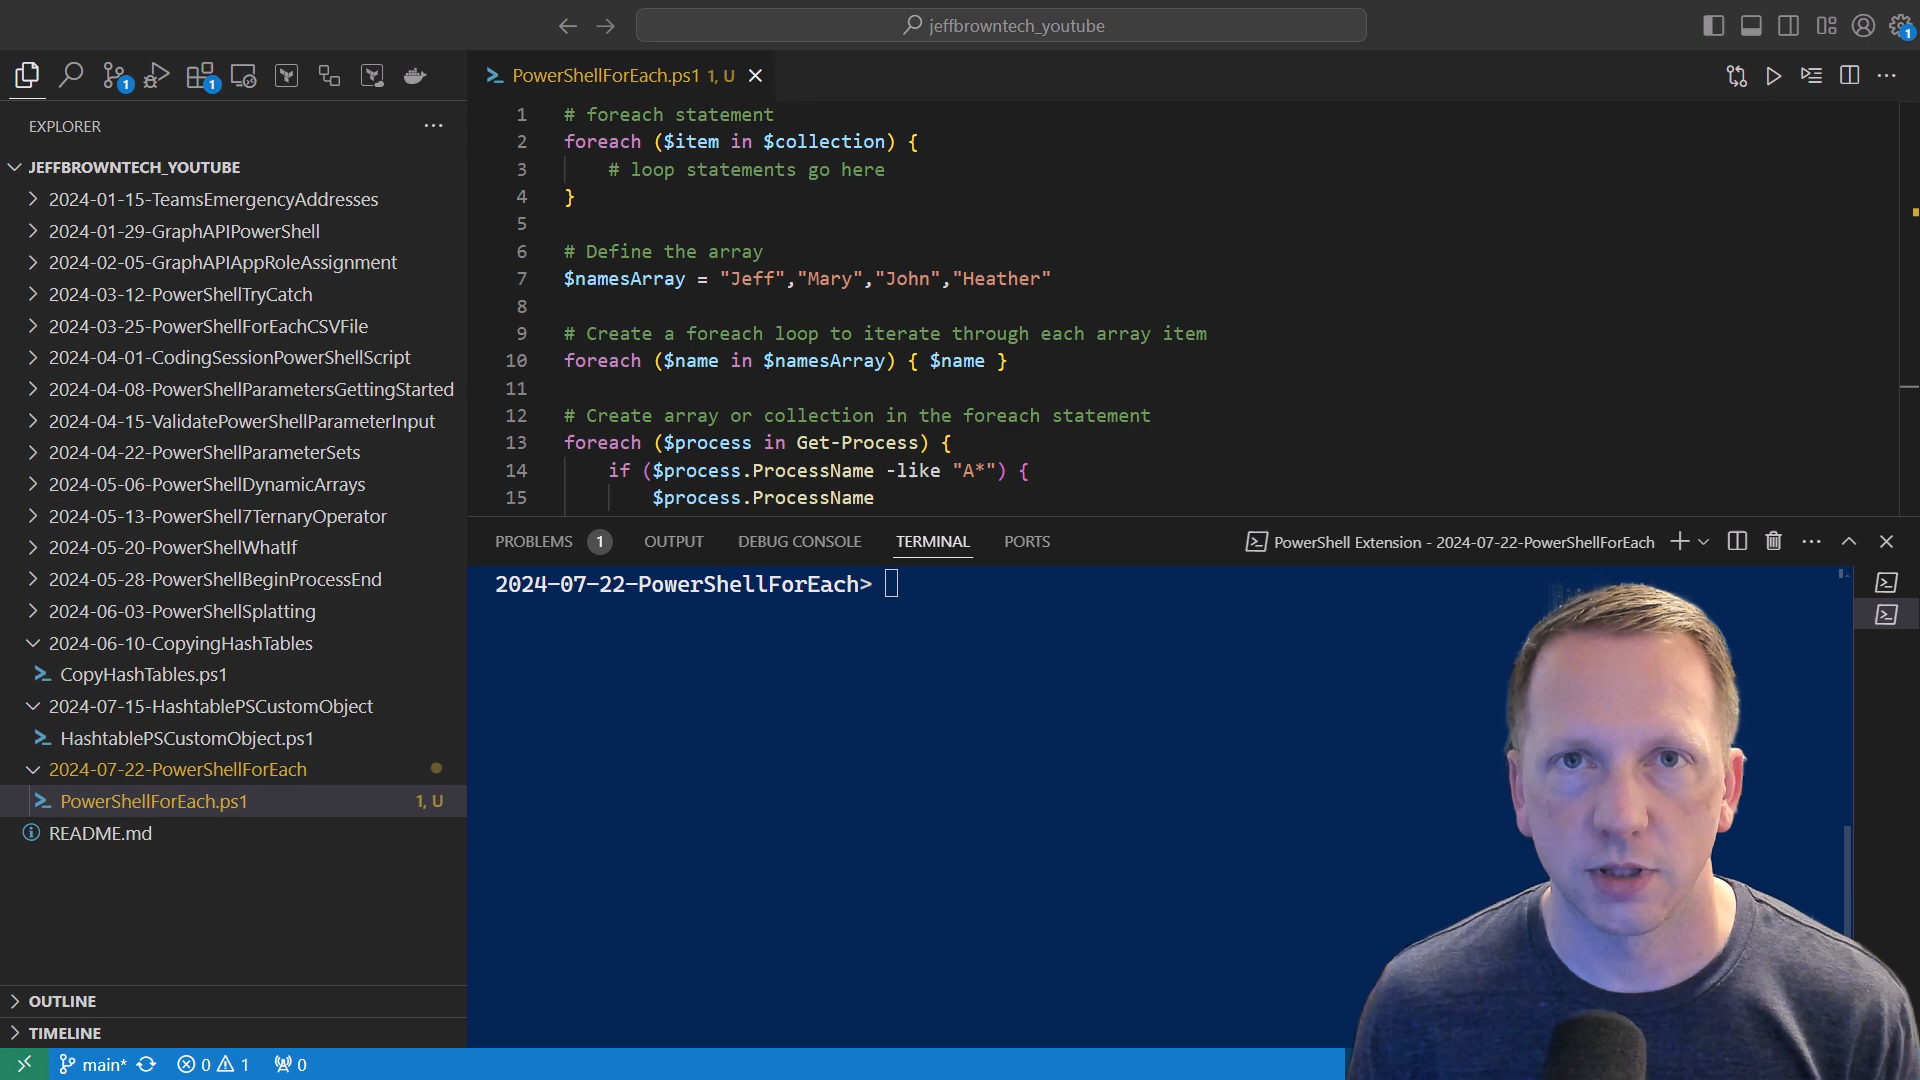 jeffbrowntech_youtube
1
1
1
PowerShellForEach.ps1 1, U
EXPLORER
JEFFBROWNTECH_YOUTUBE
2024-01-15-TeamsEmergencyAddresses
2024-01-29-GraphAPIPowerShell
2024-02-05-GraphAPIAppRoleAssignment
2024-03-12-PowerShellTryCatch
2024-03-25-PowerShellForEachCSVFile
2024-04-01-CodingSessionPowerShellScript
2024-04-08-PowerShellParametersGettingStarted
2024-04-15-ValidatePowerShellParameterInput
2024-04-22-PowerShellParameterSets
2024-05-06-PowerShellDynamicArrays
2024-05-13-PowerShell7TernaryOperator
2024-05-20-PowerShellWhatIf
2024-05-28-PowerShellBeginProcessEnd
2024-06-03-PowerShellSplatting
2024-06-10-CopyingHashTables
CopyHashTables.ps1
2024-07-15-HashtablePSCustomObject
HashtablePSCustomObject.ps1
2024-07-22-PowerShellForEach
PowerShellForEach.ps1 1, U
README.md
OUTLINE
TIMELINE
1 # foreach statement
2 foreach ($item in $collection) {
3 # loop statements go here
4 }
5
6 # Define the array
7 $namesArray = "Jeff","Mary","John","Heather"
8
9 # Create a foreach loop to iterate through each array item
10 foreach ($name in $namesArray) { $name }
11
12 # Create array or collection in the foreach statement
13 foreach ($process in Get-Process) {
14 if ($process.ProcessName -like "A*") {
15 $process.ProcessName
PROBLEMS 1 OUTPUT DEBUG CONSOLE TERMINAL PORTS PowerShell Extension - 2024-07-22-PowerShellForEach
2024-07-22-PowerShellForEach>
main* 0 1 0